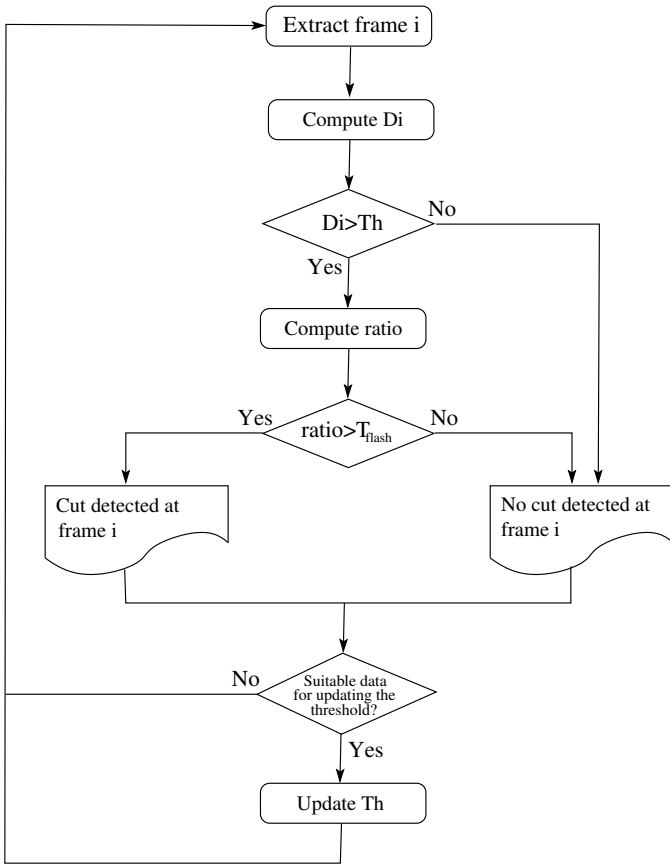 Extract frame i
Compute Di
Di>Th
No
Yes
Compute ratio
Yes
ratio>T_flash
No
Cut detected at
frame i
No cut detected at
frame i
No
Suitable data
for updating the
threshold?
Yes
Update Th